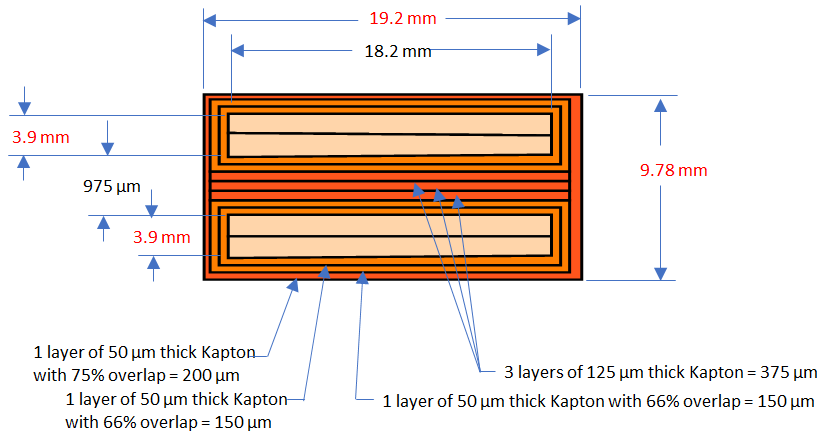 19.2 mm
18.2 mm
3.9 mm
9.78 mm
975 µm
3.9 mm
1 layer of 50 µm thick Kapton
with 75% overlap = 200 µm
3 layers of 125 µm thick Kapton = 375 µm
1 layer of 50 µm thick Kapton
with 66% overlap = 150 µm
1 layer of 50 µm thick Kapton with 66% overlap = 150 µm